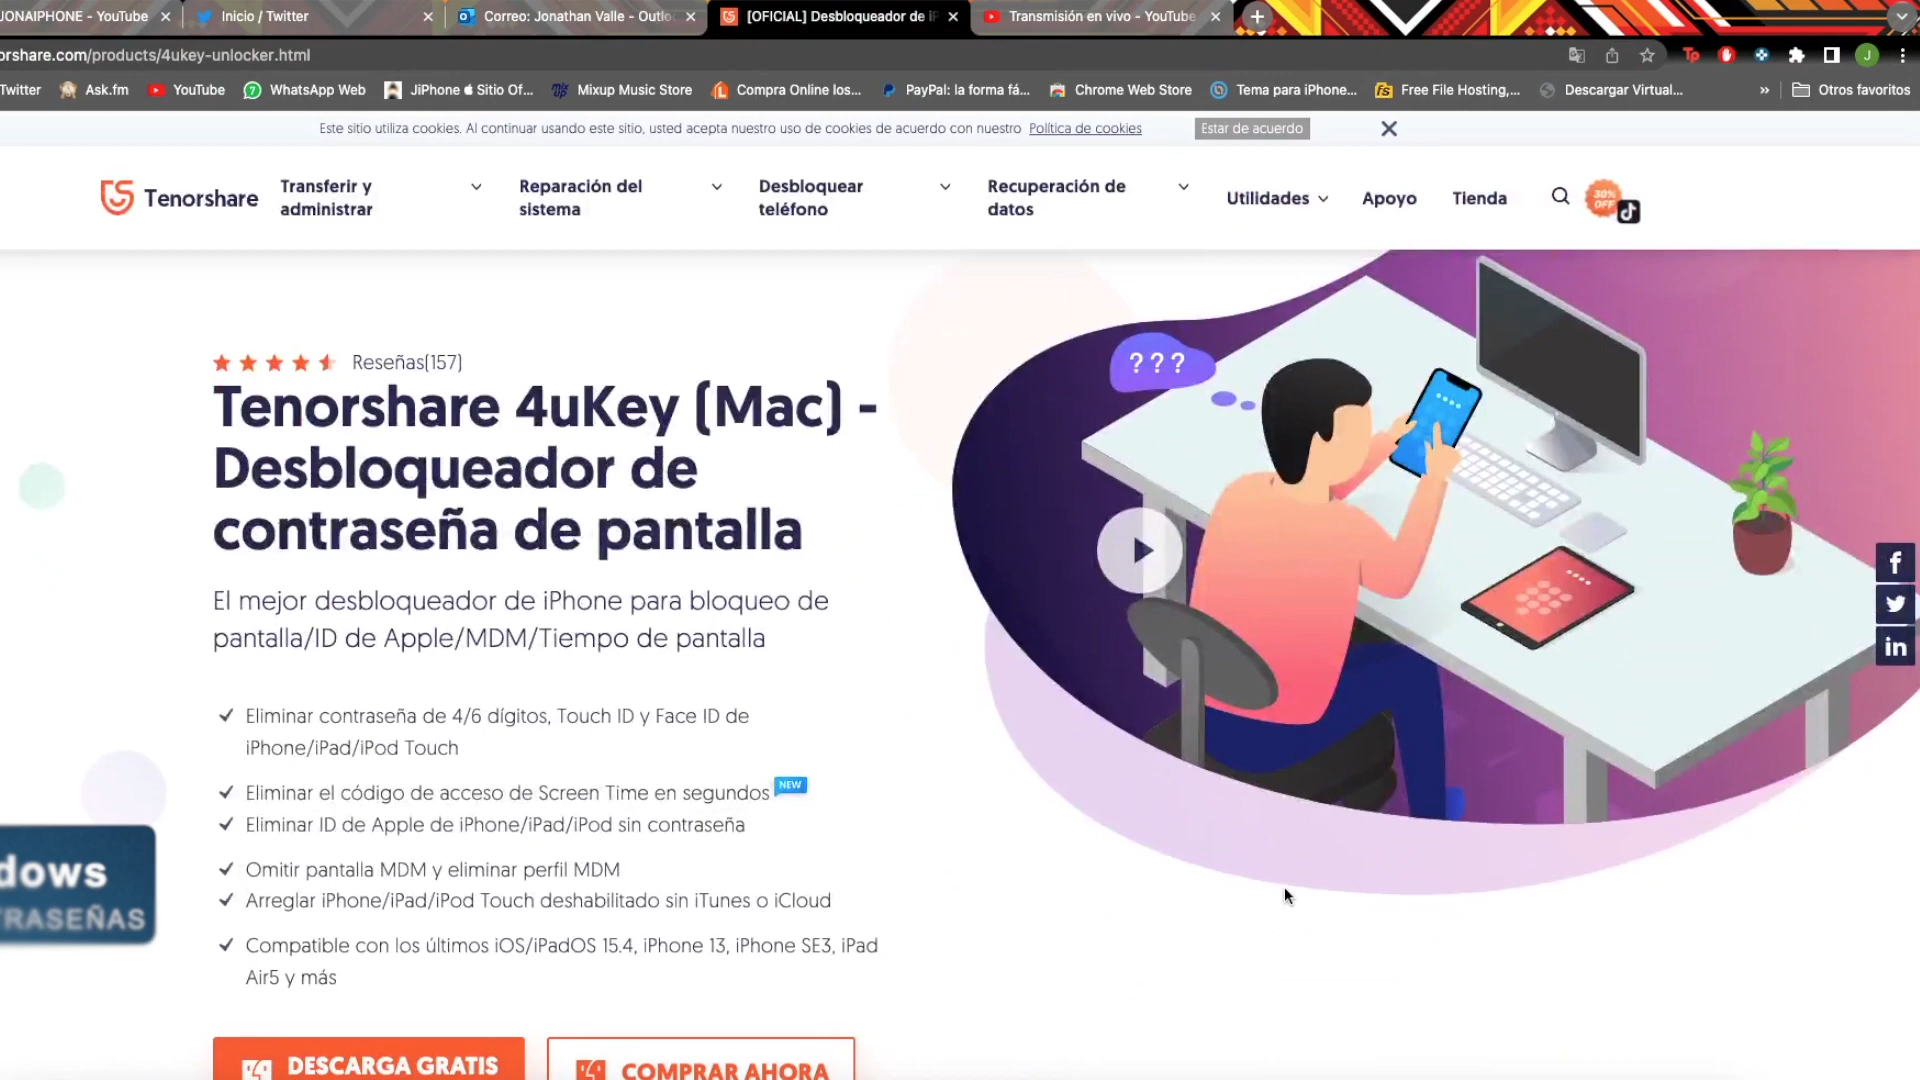 JONAIPHONE - YouTube
Inicio / Twitter
Correo: Jonathan Valle - Outlo
[OFICIAL] Desbloqueador de iP
Transmisión en vivo - YouTube
orshare.com/products/4ukey-unlocker.html
Twitter
Ask.fm
YouTube
WhatsApp Web
JiPhone Sitio Of...
Mixup Music Store
Compra Online los...
PayPal: la forma fá...
Chrome Web Store
Tema para iPhone...
Free File Hosting,...
Descargar Virtual...
»
Otros favoritos
Este sitio utiliza cookies. Al continuar usando este sitio, usted acepta nuestro uso de cookies de acuerdo con nuestro Política de cookies
Estar de acuerdo
Tenorshare
Transferir y
administrar
Reparación del
sistema
Desbloquear
teléfono
Recuperación de
datos
Utilidades
Apoyo
Tienda
30%
OFF
???
Reseñas(157)
Tenorshare 4uKey (Mac) -
Desbloqueador de
contraseña de pantalla
El mejor desbloqueador de iPhone para bloqueo de
pantalla/ID de Apple/MDM/Tiempo de pantalla
Eliminar contraseña de 4/6 dígitos, Touch ID y Face ID de
iPhone/iPad/iPod Touch
Eliminar el código de acceso de Screen Time en segundos NEW
Eliminar ID de Apple de iPhone/iPad/iPod sin contraseña
Omitir pantalla MDM y eliminar perfil MDM
Arreglar iPhone/iPad/iPod Touch deshabilitado sin iTunes o iCloud
Compatible con los últimos iOS/iPadOS 15.4, iPhone 13, iPhone SE3, iPad
Air5 y más
DESCARGA GRATIS
COMPRAR AHORA
dows
TRASEÑAS